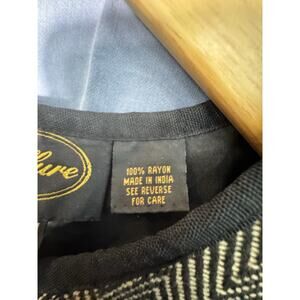 100% RAYON
MADE IN INDIA
SEE REVERSE
FOR CARE